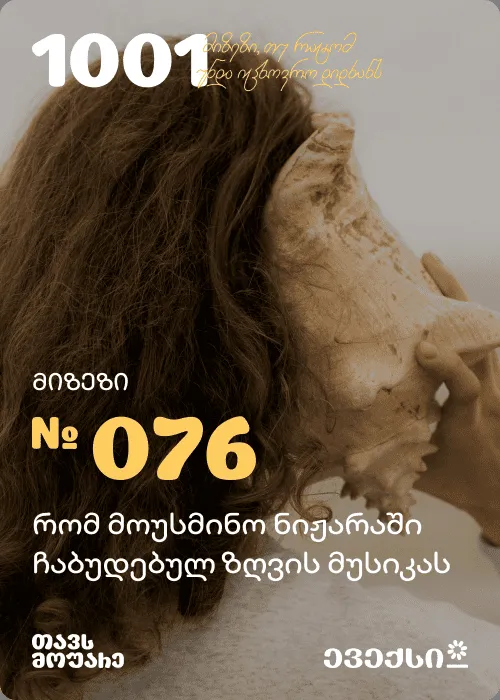 1001 მიზეზი, თუ რატომ
უნდა იცხოვრო დიდხანს
მიზეზი
№ 076
რომ მოუსმინო ნიჟარაში
ჩაბუდებულ ზღვის მუსიკას
თავს
მოუარე
ევექსი